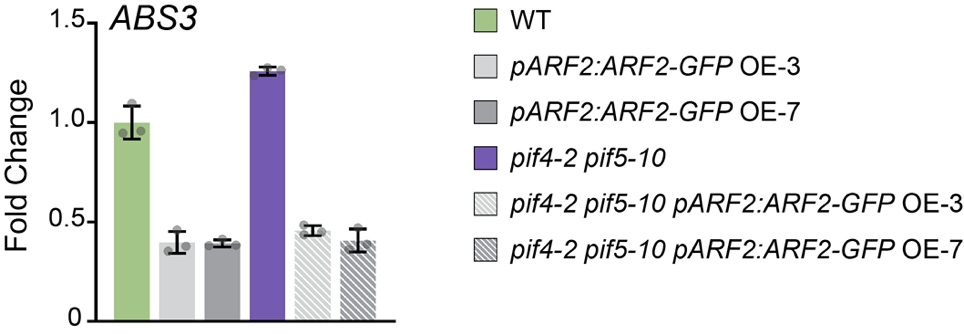 ABS3
1.5
1.0
0.5
0
Fold Change
WT
pARF2:ARF2-GFP OE-3
pARF2:ARF2-GFP OE-7
pif4-2 pif5-10
pif4-2 pif5-10 pARF2:ARF2-GFP OE-3
pif4-2 pif5-10 pARF2:ARF2-GFP OE-7